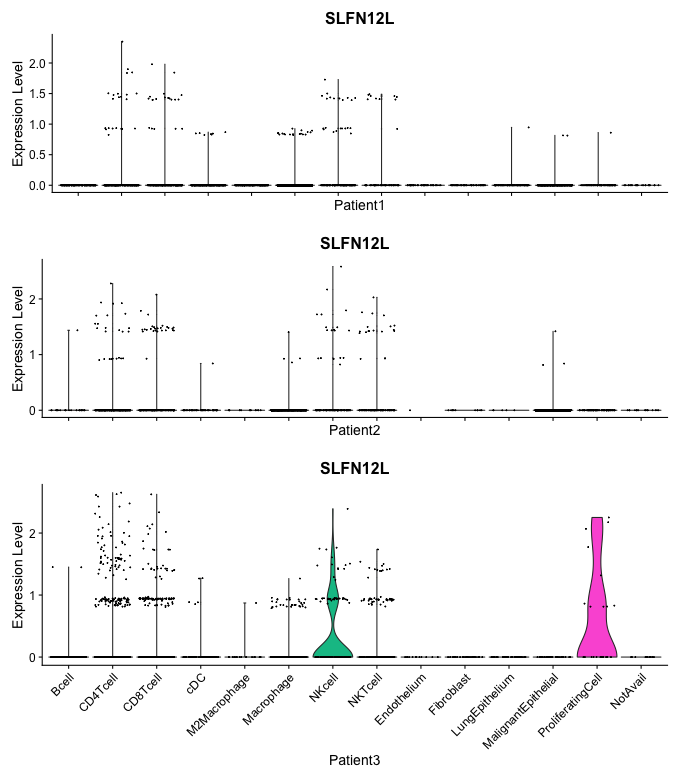 SLFN12L
Expression Level
2.0
1.5
1.0
0.5
0.0
Patient1
SLFN12L
Expression Level
2
1
0
Patient2
SLFN12L
Expression Level
2
1
0
Bcell
CD4Tcell
CD8Tcell
cDC
M2Macrophage
Macrophage
NKcell
NKTcell
Endothelium
Fibroblast
LungEpithelium
MalignantEpithelial
ProliferatingCell
NotAvail
Patient3